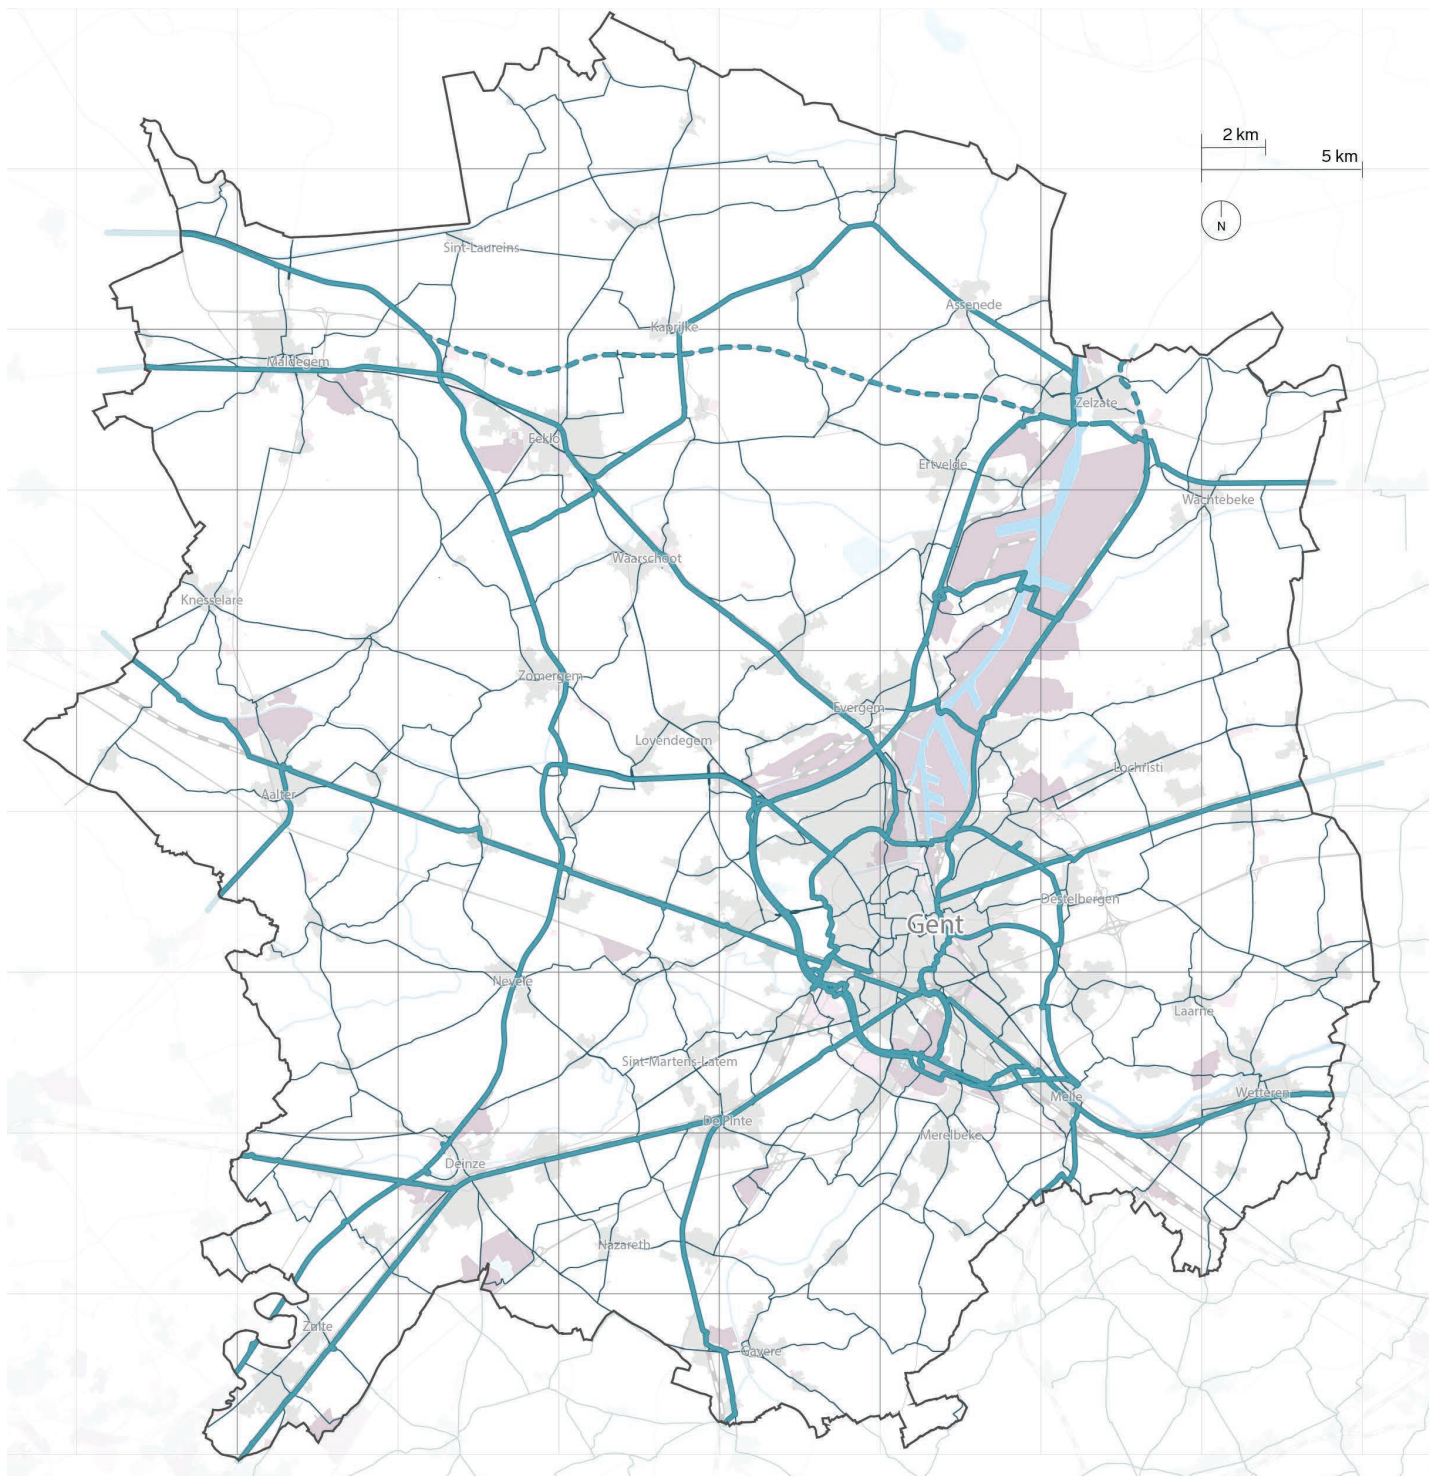 2 km
5 km
N
Sint-Laureins
Assenede
Kaprijke
Maldegem
Zelzate
Eeklo
Ertvelde
Wachtebeke
Waarschoot
Knesselare
Zomergem
Evergem
Lovendegem
Lochristi
Aalter
Destelbergen
Gent
Nevele
Laarne
Sint-Martens-Latem
Wetteren
Melle
De Pinte
Merelbeke
Deinze
Nazareth
Zulte
Gavere